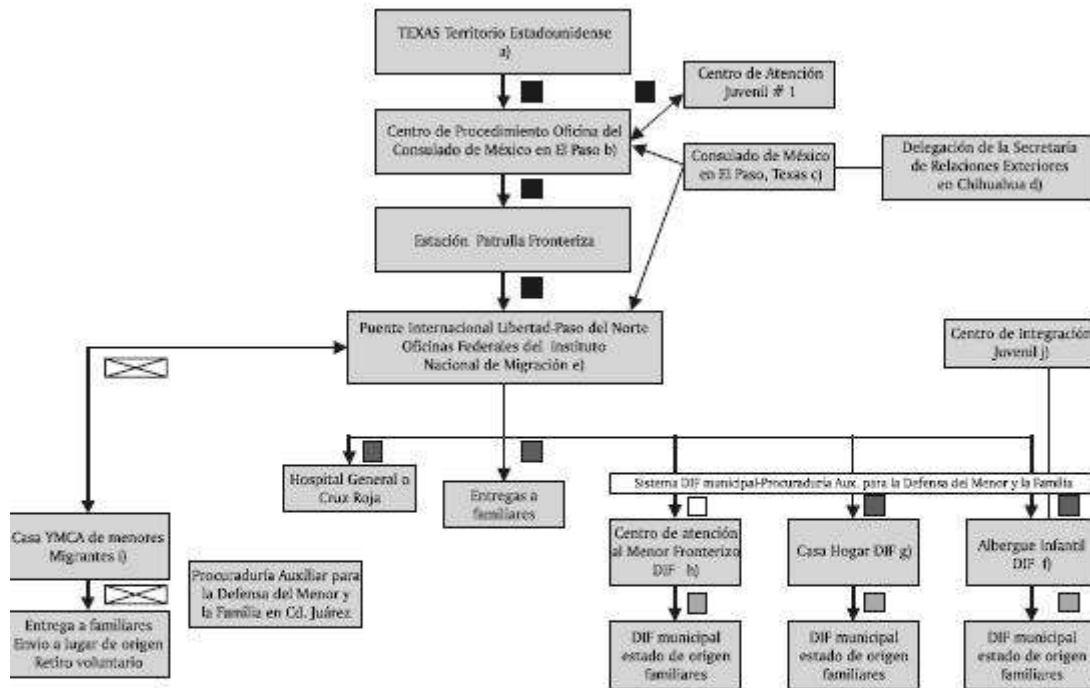 TEXAS Territorio Estadounidense
a)
Centro de Atención
Juvenil # 1
Centro de Procedimiento Oficina del
Consulado de México en El Paso b)
Consulado de México
en El Paso, Texas c)
Delegación de la Secretaría
de Relaciones Exteriores
en Chihuahua d)
Estación Patrulla Fronteriza
Puente Internacional Libertad-Paso del Norte
Oficinas Federales del Instituto
Nacional de Migración e)
Centro de Integración
Juvenil j)
Hospital General o
Cruz Roja
Entregas a
familiares
Sistema DIF municipal-Procuraduría Aux. para la Defensa del Menor y la Familia
Casa YMCA de menores
Migrantes i)
Procuraduría Auxiliar para
la Defensa del Menor y
la Familia en Cd. Juárez
Centro de atención
al Menor Fronterizo
DIF h)
Casa Hogar DIF g)
Albergue Infantil
DIF f)
Entrega a familiares
Envio a lugar de origen
Retiro voluntario
DIF municipal
estado de origen
familiares
DIF municipal
estado de origen
familiares
DIF municipal
estado de origen
familiares